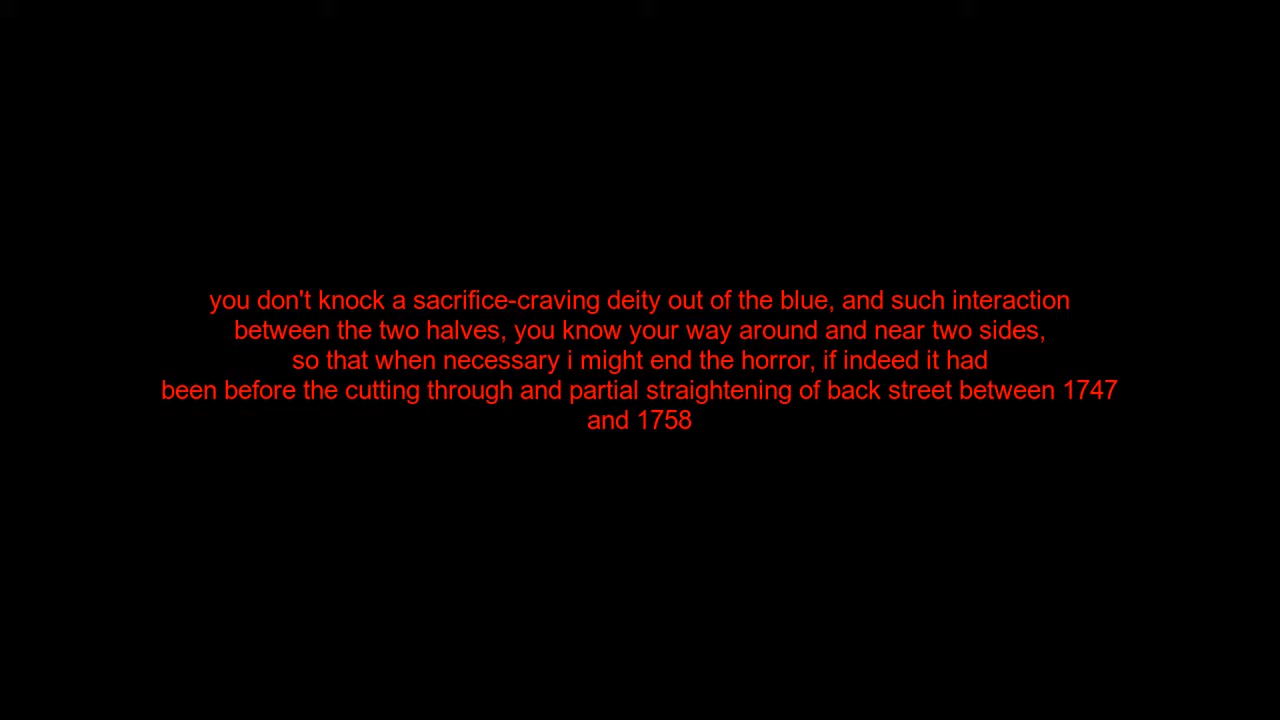 you don't knock a sacrifice-craving deity out of the blue, and such interaction
between the two halves, you know your way around and near two sides,
so that when necessary i might end the horror, if indeed it had
been before the cutting through and partial straightening of back street between 1747
and 1758